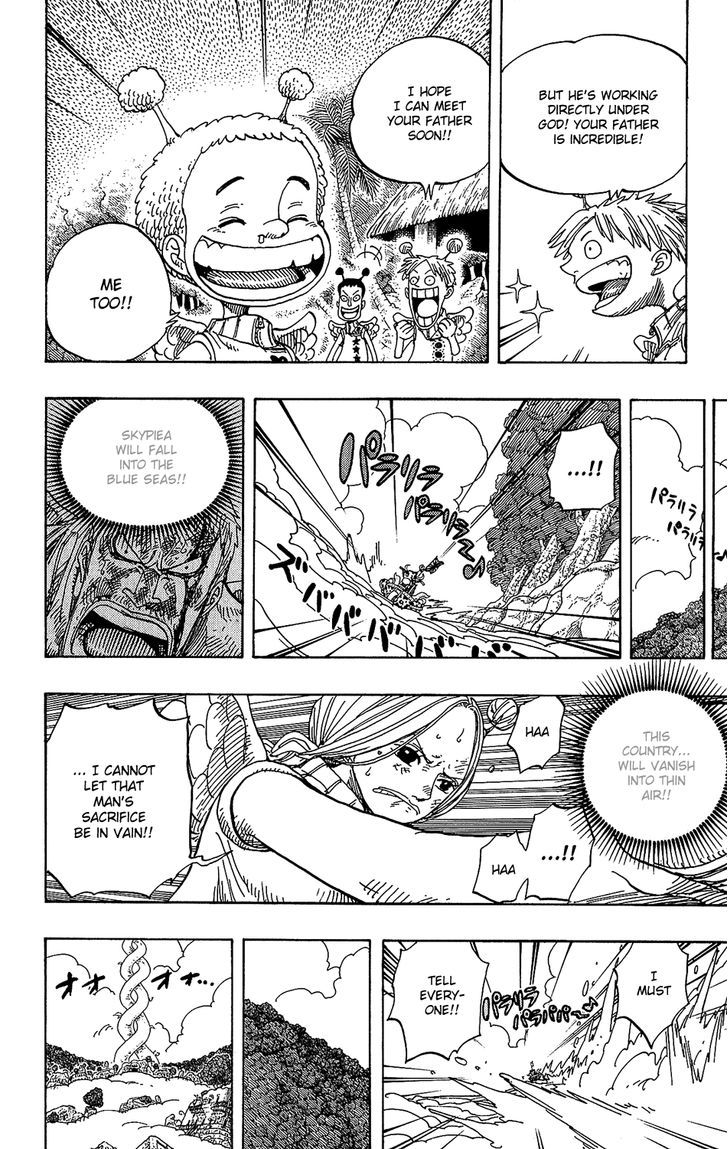 BUT HE'S WORKING
DIRECTLY UNDER
GOD! YOUR FATHER
IS INCREDIBLE!
I HOPE
I CAN MEET
YOUR FATHER
SOON!!
ME
TOO!!
パラリラ
パラリラ
...!!
パラリラ
パラリラ
ズババババババ
SKYPIEA
WILL FALL
INTO THE
BLUE SEAS!!
THIS
COUNTRY...
WILL VANISH
INTO THIN
AIR!!
HAA
...!!
HAA
... I CANNOT
LET THAT
MAN'S
SACRIFICE
BE IN VAIN!!
I
MUST
TELL
EVERY-
ONE!!
パラリラ
パラパパ
オオ
オオ...